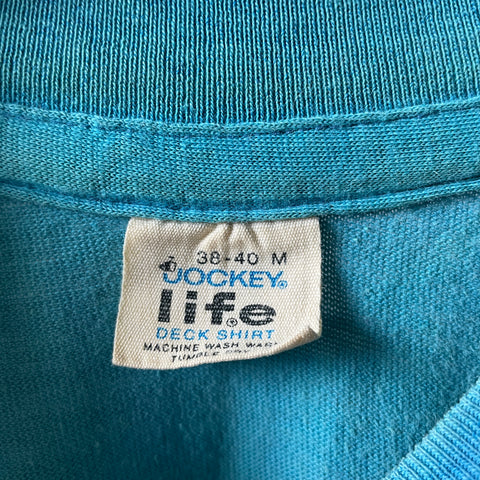 38-40 M
JOCKEY®
life®
DECK SHIRT
MACHINE WASH WARM
TUMBLE DRY